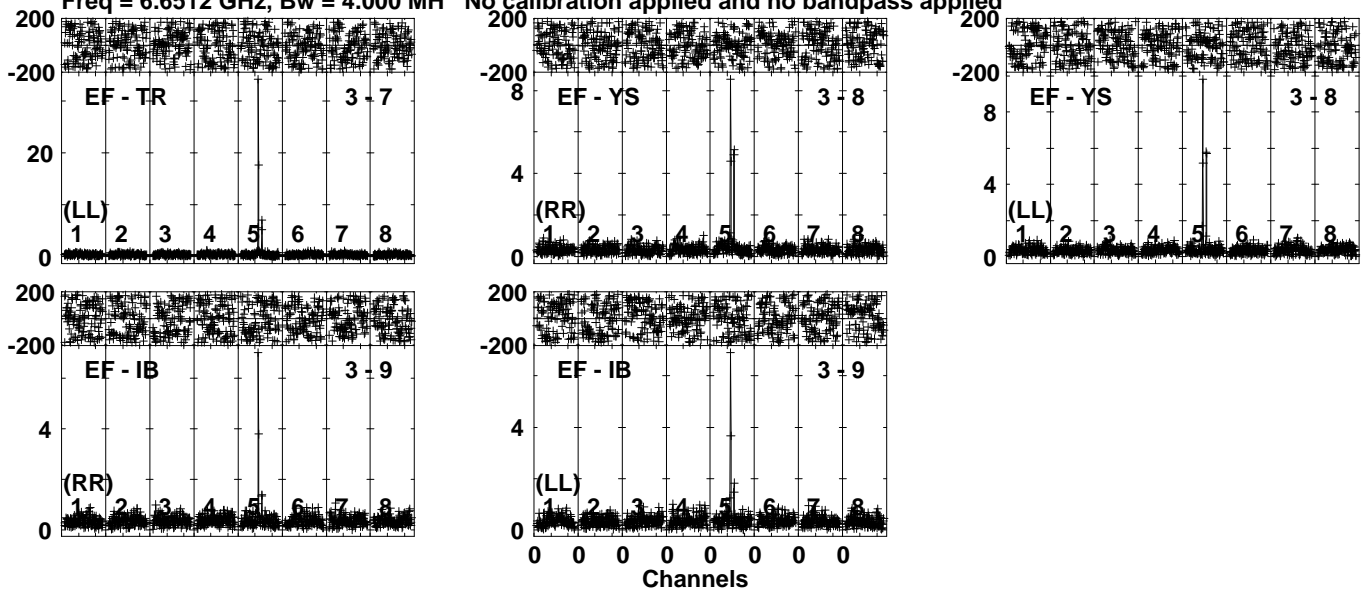 Freq = 6.6512 GHz, Bw = 4.000 MH No calibration applied and no bandpass applied
200
-200
EF - TR 3 - 7
20
(LL)
1 2 3 4 5 6 7 8
0
200
-200
8
EF - YS 3 - 8
4
(RR)
1 2 3 4 5 6 7 8
0
200
-200
EF - YS 3 - 8
8
4
(LL)
1 2 3 4 5 6 7 8
0
200
-200
EF - IB 3 - 9
4
(RR)
1 2 3 4 5 6 7 8
0
200
-200
EF - IB 3 - 9
4
(LL)
1 2 3 4 5 6 7 8
0
0 0 0 0 0 0 0 0
Channels